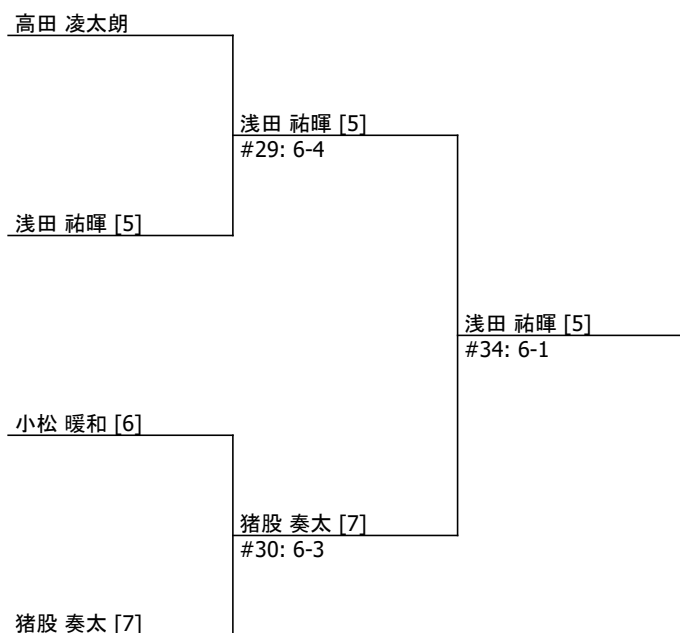 高田 凌太朗
浅田 祐暉 [5]
#29: 6-4
浅田 祐暉 [5]
浅田 祐暉 [5]
#34: 6-1
小松 暖和 [6]
猪股 奏太 [7]
#30: 6-3
猪股 奏太 [7]